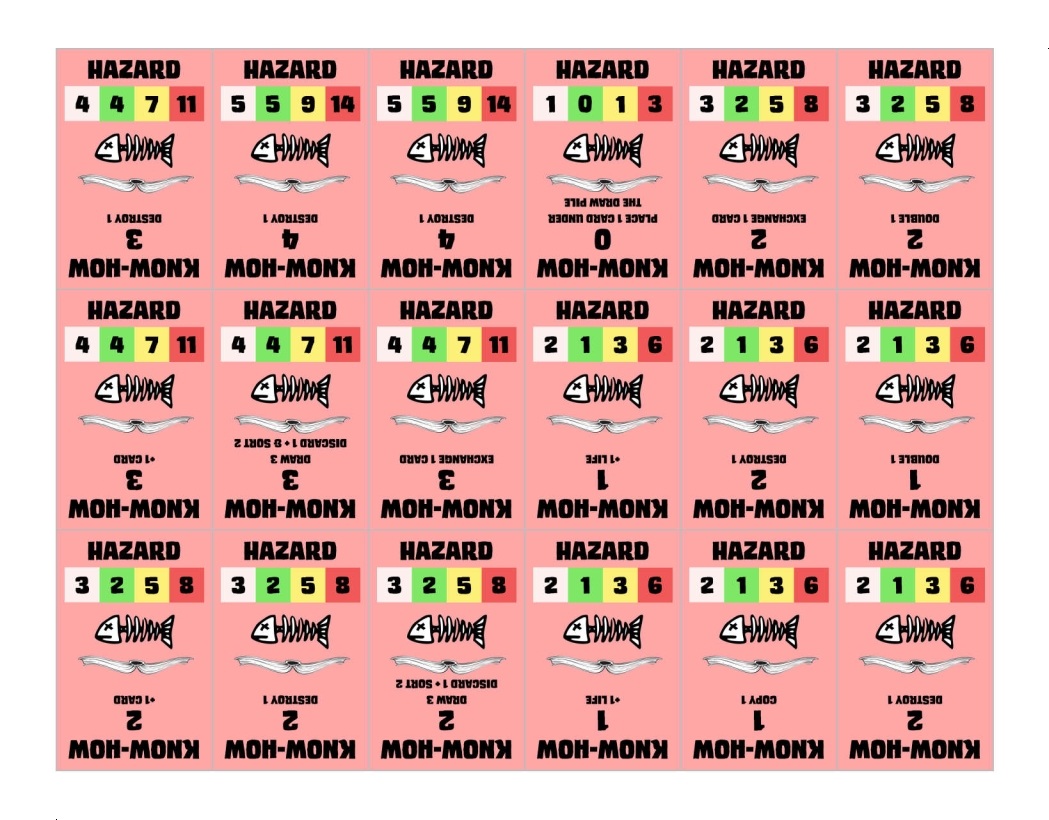 HAZARD
4 4 7 11
KNOW-HOW
3
DESTROY 1
HAZARD
5 5 9 14
KNOW-HOW
4
DESTROY 1
HAZARD
5 5 9 14
KNOW-HOW
4
DESTROY 1
HAZARD
1 0 1 3
KNOW-HOW
0
PLACE 1 CARD UNDER
THE DRAW PILE
HAZARD
3 2 5 8
KNOW-HOW
2
EXCHANGE 1 CARD
HAZARD
3 2 5 8
KNOW-HOW
2
DOUBLE 1
HAZARD
4 4 7 11
KNOW-HOW
3
+1 CARD
HAZARD
4 4 7 11
KNOW-HOW
3
DRAW 3
DISCARD 1 + & SORT 2
HAZARD
4 4 7 11
KNOW-HOW
3
EXCHANGE 1 CARD
HAZARD
2 1 3 6
KNOW-HOW
1
+1 LIFE
HAZARD
2 1 3 6
KNOW-HOW
2
DESTROY 1
HAZARD
2 1 3 6
KNOW-HOW
1
DOUBLE 1
HAZARD
3 2 5 8
KNOW-HOW
2
+1 CARD
HAZARD
3 2 5 8
KNOW-HOW
2
DESTROY 1
HAZARD
3 2 5 8
KNOW-HOW
2
DRAW 3
DISCARD 1 + SORT 2
HAZARD
2 1 3 6
KNOW-HOW
1
+1 LIFE
HAZARD
2 1 3 6
KNOW-HOW
1
COPY 1
HAZARD
2 1 3 6
KNOW-HOW
2
DESTROY 1